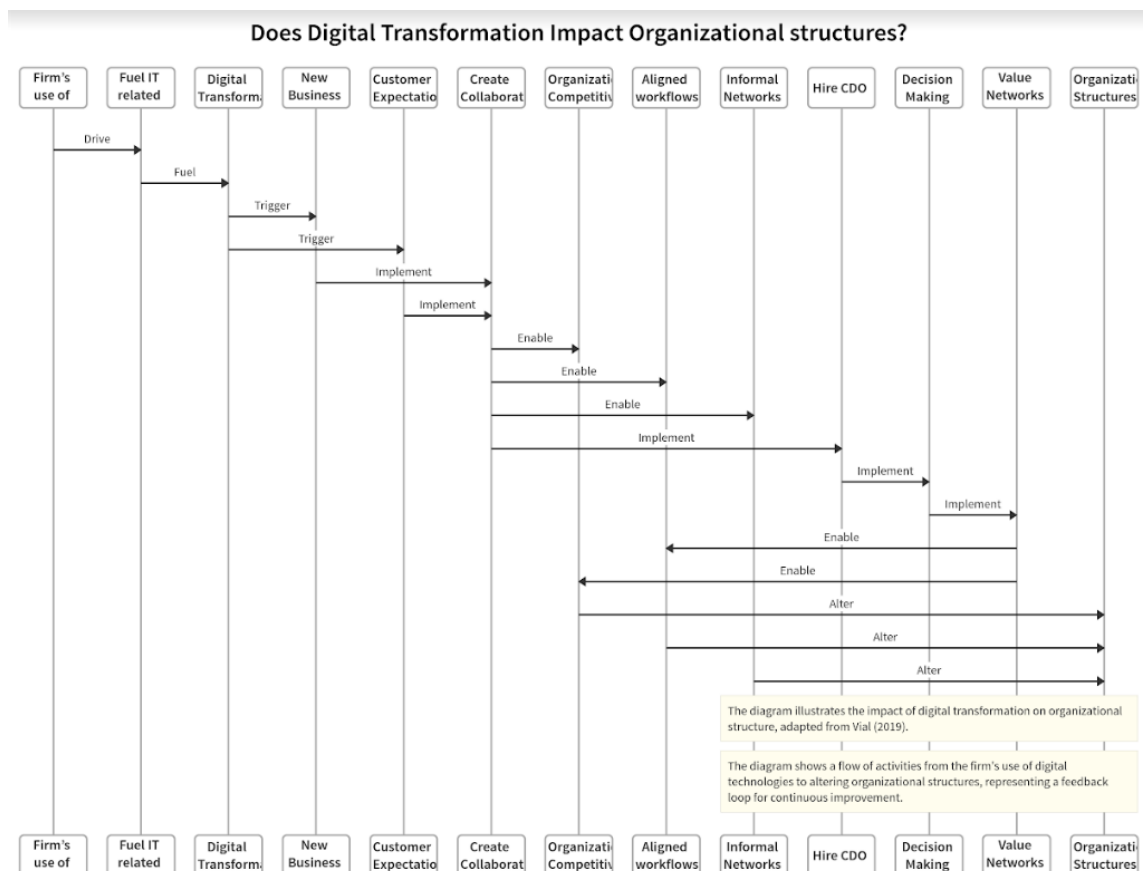 Does Digital Transformation Impact Organizational structures?
Firm's
use of
Fuel IT
related
Digital
Transforma
New
Business
Customer
Expectatio
Create
Collaborat
Organizati
Competitiv
Aligned
workflows
Informal
Networks
Hire CDO
Decision
Making
Value
Networks
Organizati
Structures
Drive
Fuel
Trigger
Trigger
Implement
Implement
Enable
Enable
Enable
Implement
Implement
Implement
Enable
Enable
Alter
Alter
Alter
The diagram illustrates the impact of digital transformation on organizational
structure, adapted from Vial (2019).
The diagram shows a flow of activities from the firm's use of digital
technologies to altering organizational structures, representing a feedback
loop for continuous improvement.
Firm's
use of
Fuel IT
related
Digital
Transforma
New
Business
Customer
Expectatio
Create
Collaborat
Organizati
Competitiv
Aligned
workflows
Informal
Networks
Hire CDO
Decision
Making
Value
Networks
Organizati
Structures